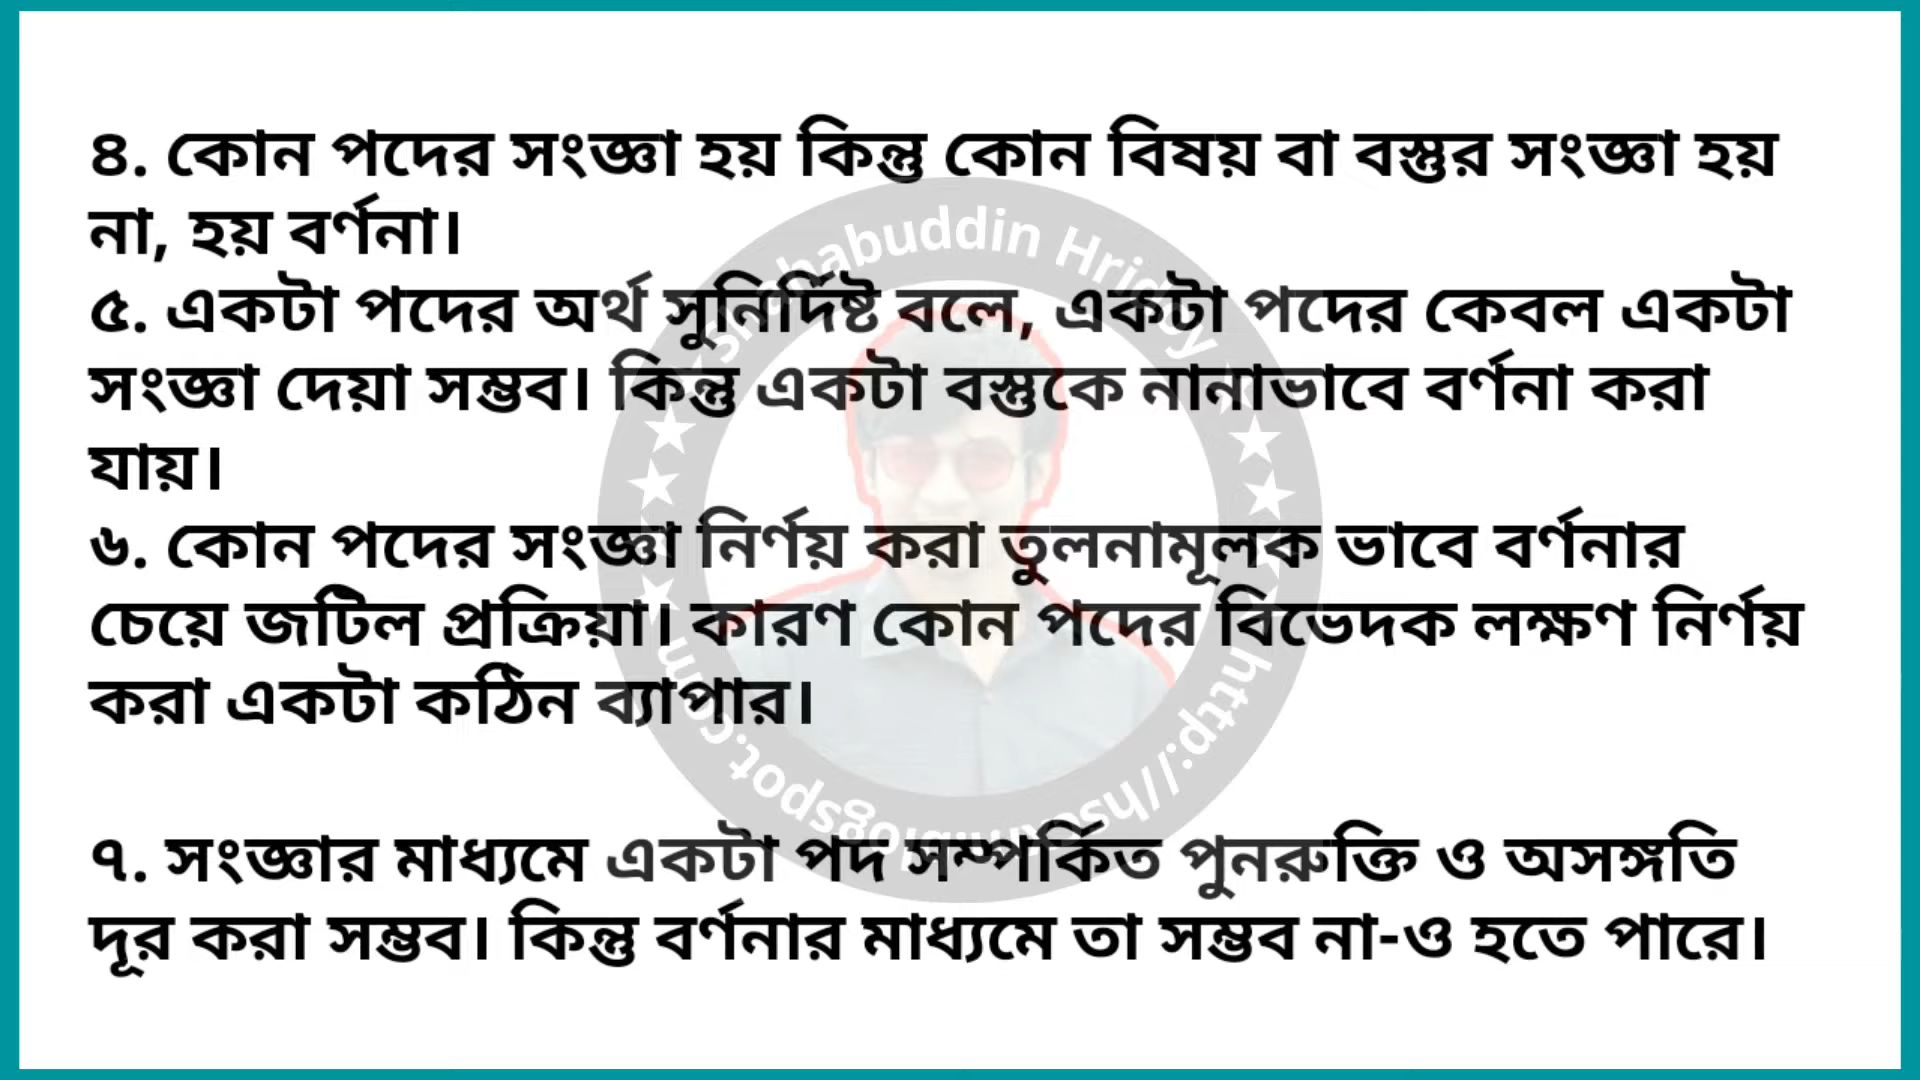 ৪. কোন পদের সংজ্ঞা হয় কিন্তু কোন বিষয় বা বস্তুর সংজ্ঞা হয়
না, হয় বর্ণনা।
৫. একটা পদের অর্থ সুনির্দিষ্ট বলে, একটা পদের কেবল একটা
সংজ্ঞা দেয়া সম্ভব। কিন্তু একটা বস্তুকে নানাভাবে বর্ণনা করা
যায়।
৬. কোন পদের সংজ্ঞা নির্ণয় করা তুলনামূলক ভাবে বর্ণনার
চেয়ে জটিল প্রক্রিয়া। কারণ কোন পদের বিভেদক লক্ষণ নির্ণয়
করা একটা কঠিন ব্যাপার।
৭. সংজ্ঞার মাধ্যমে একটা পদ সম্পর্কিত পুনরুক্তি ও অসঙ্গতি
দূর করা সম্ভব। কিন্তু বর্ণনার মাধ্যমে তা সম্ভব না-ও হতে পারে।